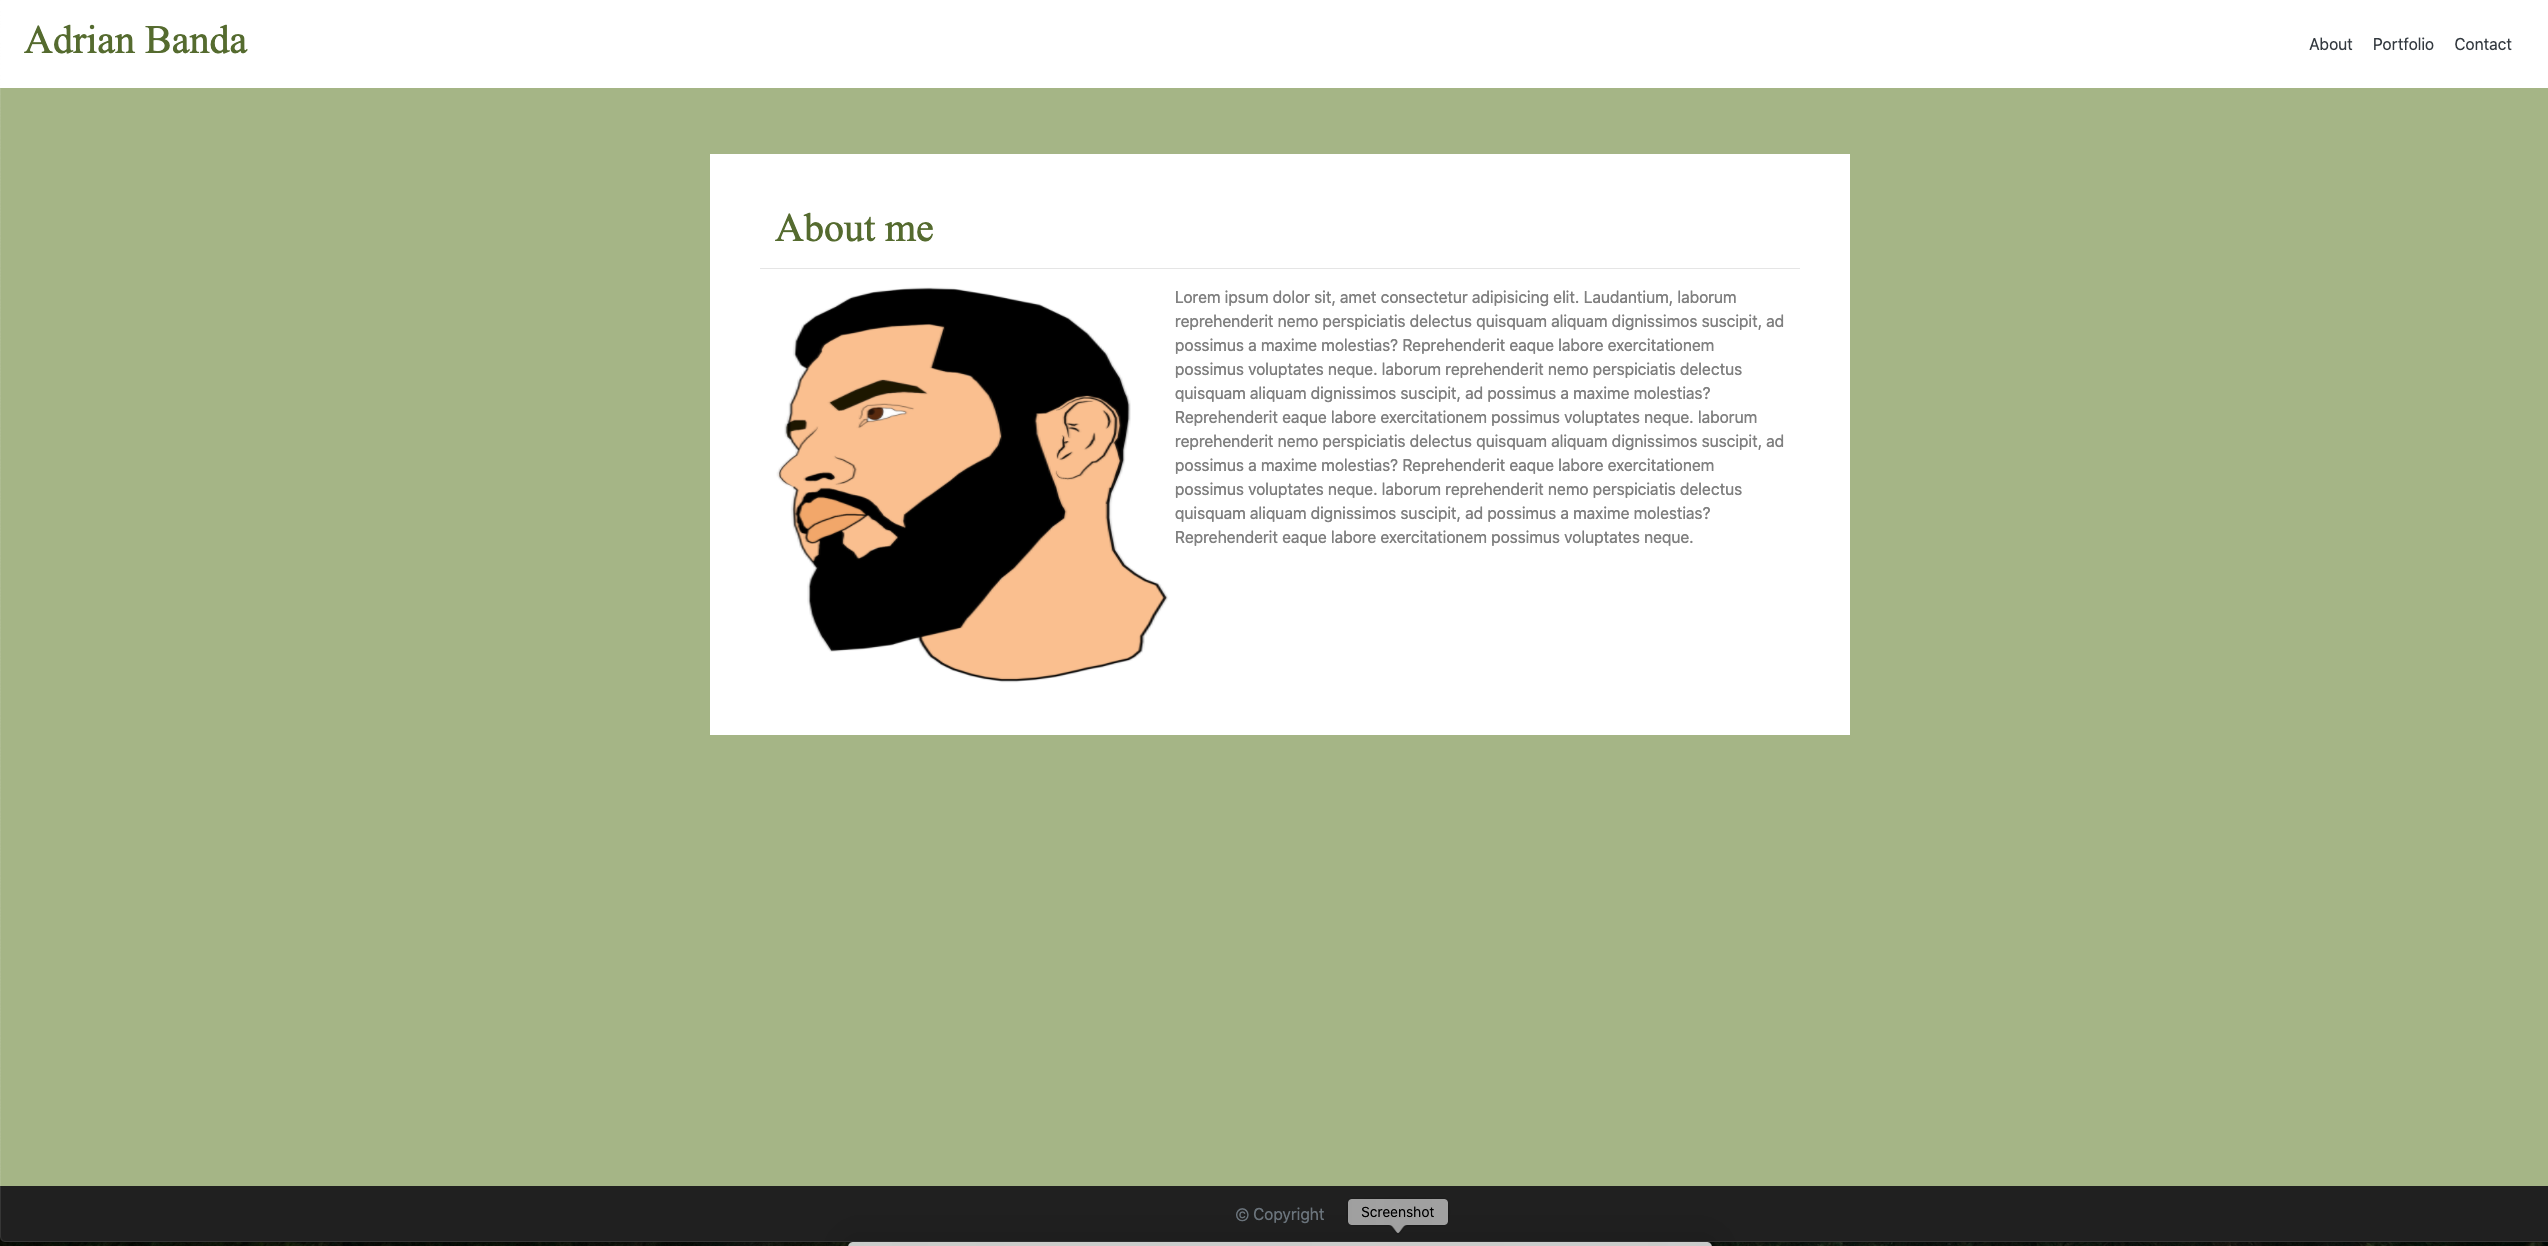 Adrian Banda
About Portfolio Contact
About me
Lorem ipsum dolor sit, amet consectetur adipisicing elit. Laudantium, laborum
reprehenderit nemo perspiciatis delectus quisquam aliquam dignissimos suscipit, ad
possimus a maxime molestias? Reprehenderit eaque labore exercitationem
possimus voluptates neque. laborum reprehenderit nemo perspiciatis delectus
quisquam aliquam dignissimos suscipit, ad possimus a maxime molestias?
Reprehenderit eaque labore exercitationem possimus voluptates neque. laborum
reprehenderit nemo perspiciatis delectus quisquam aliquam dignissimos suscipit, ad
possimus a maxime molestias? Reprehenderit eaque labore exercitationem
possimus voluptates neque. laborum reprehenderit nemo perspiciatis delectus
quisquam aliquam dignissimos suscipit, ad possimus a maxime molestias?
Reprehenderit eaque labore exercitationem possimus voluptates neque.
© Copyright
Screenshot